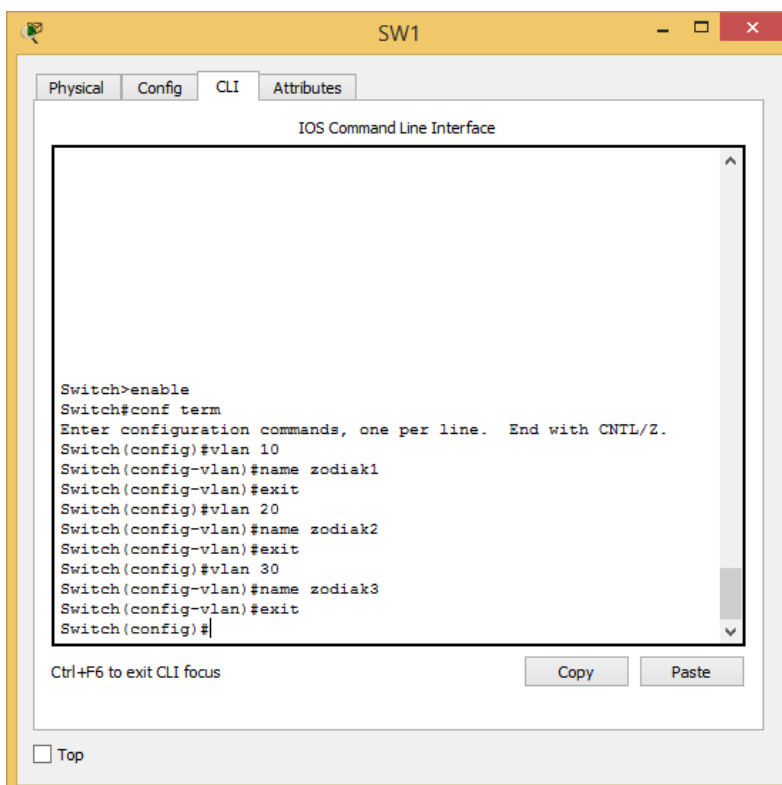 SW1
Physical Config CLI Attributes
IOS Command Line Interface
Switch>enable
Switch#conf term
Enter configuration commands, one per line.  End with CNTL/Z.
Switch(config)#vlan 10
Switch(config-vlan)#name zodiak1
Switch(config-vlan)#exit
Switch(config)#vlan 20
Switch(config-vlan)#name zodiak2
Switch(config-vlan)#exit
Switch(config)#vlan 30
Switch(config-vlan)#name zodiak3
Switch(config-vlan)#exit
Switch(config)#
Ctrl+F6 to exit CLI focus Copy Paste
Top